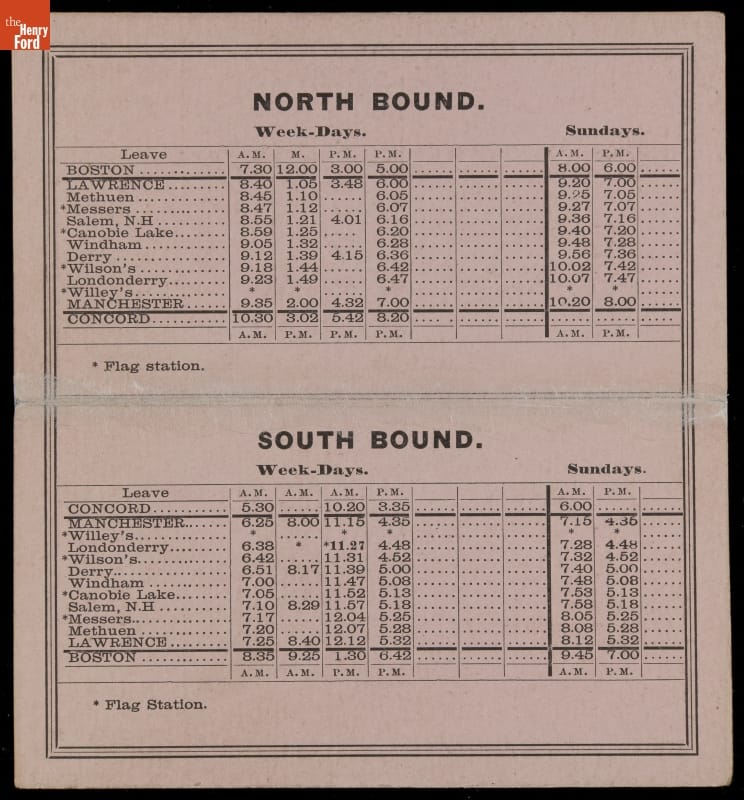 the
Henry
Ford
NORTH BOUND.
Week-Days. Sundays.
Leave A.M. M. P.M. P.M. A.M. P.M.
BOSTON 7.30 12.00 3.00 5.00 8.00 6.00
LAWRENCE 8.40 1.05 3.48 6.00 9.20 7.00
Methuen 8.45 1.10 ..... 6.05 9.25 7.05
*Messers 8.47 1.12 ..... 6.07 9.27 7.07
Salem, N.H 8.55 1.21 4.01 6.16 9.36 7.16
*Canobie Lake 8.59 1.25 ..... 6.20 9.40 7.20
Windham 9.05 1.32 ..... 6.28 9.48 7.28
Derry 9.12 1.39 4.15 6.36 9.56 7.36
*Wilson's 9.18 1.44 ..... 6.42 10.02 7.42
Londonderry 9.23 1.49 ..... 6.47 10.07 7.47
*Willey's * * ..... * * *
MANCHESTER 9.35 2.00 4.32 7.00 10.20 8.00
CONCORD 10.30 3.02 5.42 8.20 ..... .....
A.M. P.M. P.M. P.M. A.M. P.M.
* Flag station.
SOUTH BOUND.
Week-Days. Sundays.
Leave A.M. A.M. A.M. P.M. A.M. P.M.
CONCORD 5.30 ..... 10.20 3.35 6.00 .....
MANCHESTER 6.25 8.00 11.15 4.35 7.15 4.35
*Willey's * ..... * * * *
Londonderry 6.38 * *11.27 4.48 7.28 4.48
*Wilson's 6.42 ..... 11.31 4.52 7.32 4.52
Derry 6.51 8.17 11.39 5.00 7.40 5.00
Windham 7.00 ..... 11.47 5.08 7.48 5.08
*Canobie Lake 7.05 ..... 11.52 5.13 7.53 5.13
Salem, N.H 7.10 8.29 11.57 5.18 7.58 5.18
*Messers 7.17 ..... 12.04 5.25 8.05 5.25
Methuen 7.20 ..... 12.07 5.28 8.08 5.28
LAWRENCE 7.25 8.40 12.12 5.32 8.12 5.32
BOSTON 8.35 9.25 1.30 6.42 9.45 7.00
A.M. A.M. P.M. P.M. A.M. P.M.
* Flag Station.